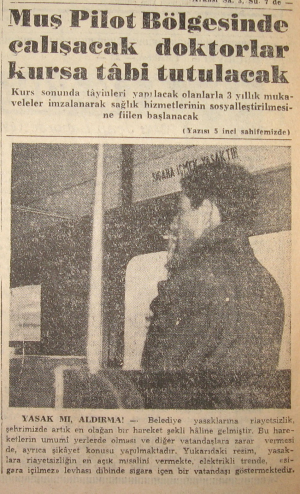 Muş Pilot Bölgesinde
çalışacak doktorlar
kursa tâbi tutulacak
Kurs sonunda tâyinleri yapılacak olanlarla 3 yıllık muka-
veleler imzalanarak sağlık hizmetlerinin sosyalleştirilmesi-
ne fiilen başlanacak
(Yazısı 5 inci sahifemizde)
SİGARA İÇMEK YASAKTIR
YASAK MI, ALDIRMA! — Belediye yasaklarına riayetsizlik,
şehrimizde artık en olağan bir hareket şekli hâline gelmiştir. Bu hare-
ketlerin umumî yerlerde olması ve diğer vatandaşlara zarar vermesi
de, ayrıca şikâyet konusu yapılmaktadır. Yukarıdaki resim, yasak-
lara riayetsizliğin en açık misalini vermekte, elektrikli trende, «si-
gara içilmez» levhası dibinde sigara içen bir vatandaşı göstermektedir.